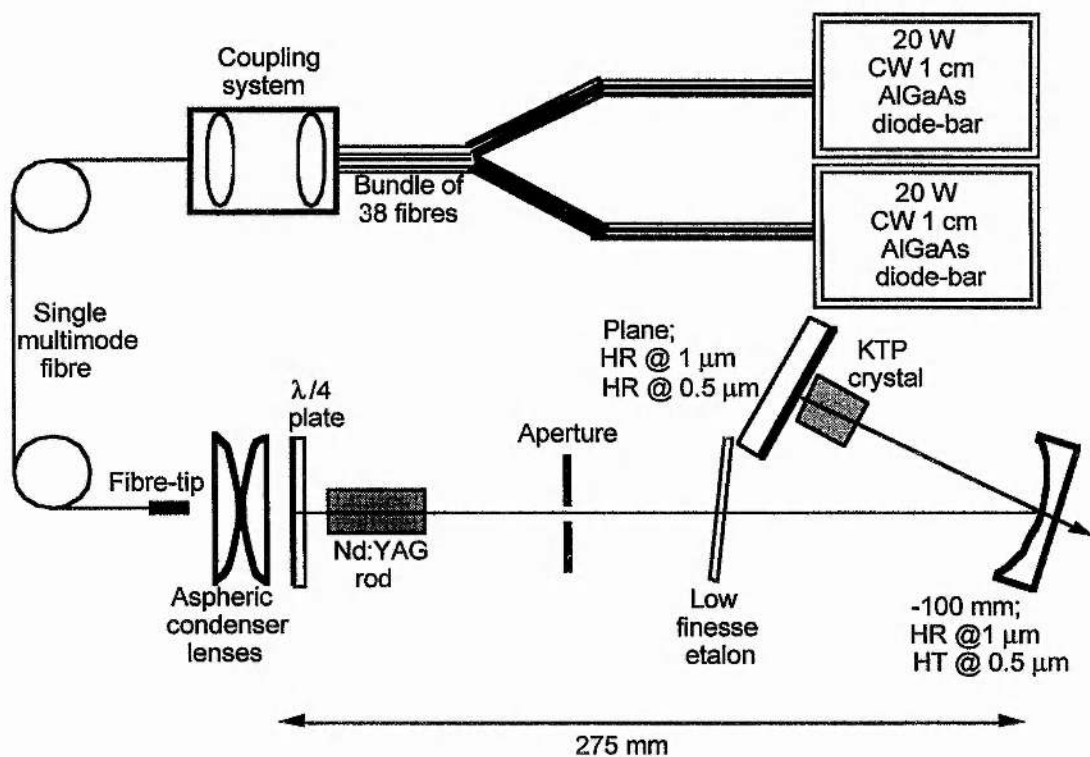 Coupling
system
20 W
CW 1 cm
AlGaAs
diode-bar
Bundle of
38 fibres
20 W
CW 1 cm
AlGaAs
diode-bar
Single
multimode
fibre
Plane;
HR @ 1 μm
HR @ 0.5 μm
KTP
crystal
λ/4
plate
Aperture
Fibre-tip
Nd:YAG
rod
Aspheric
condenser
lenses
Low
finesse
etalon
-100 mm;
HR @1 μm
HT @ 0.5 μm
275 mm